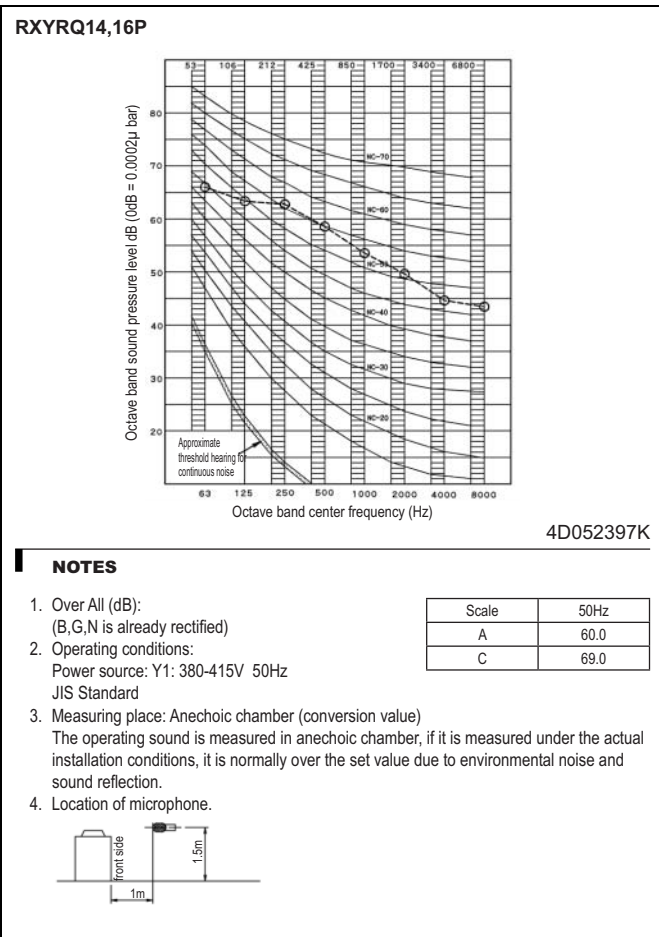 RXYRQ14,16P
53 106 212 425 850 1700 3400 6800
Octave band sound pressure level dB (0dB = 0.0002μ bar)
80
70
60
50
40
30
20
NC-70
NC-60
NC-50
NC-40
NC-30
NC-20
Approximate
threshold hearing for
continuous noise
63 125 250 500 1000 2000 4000 8000
Octave band center frequency (Hz)
4D052397K
NOTES
1. Over All (dB):
(B,G,N is already rectified)
Scale 50Hz
A 60.0
C 69.0
2. Operating conditions:
Power source: Y1: 380-415V 50Hz
JIS Standard
3. Measuring place: Anechoic chamber (conversion value)
The operating sound is measured in anechoic chamber, if it is measured under the actual
installation conditions, it is normally over the set value due to environmental noise and
sound reflection.
4. Location of microphone.
front side
1.5m
1m